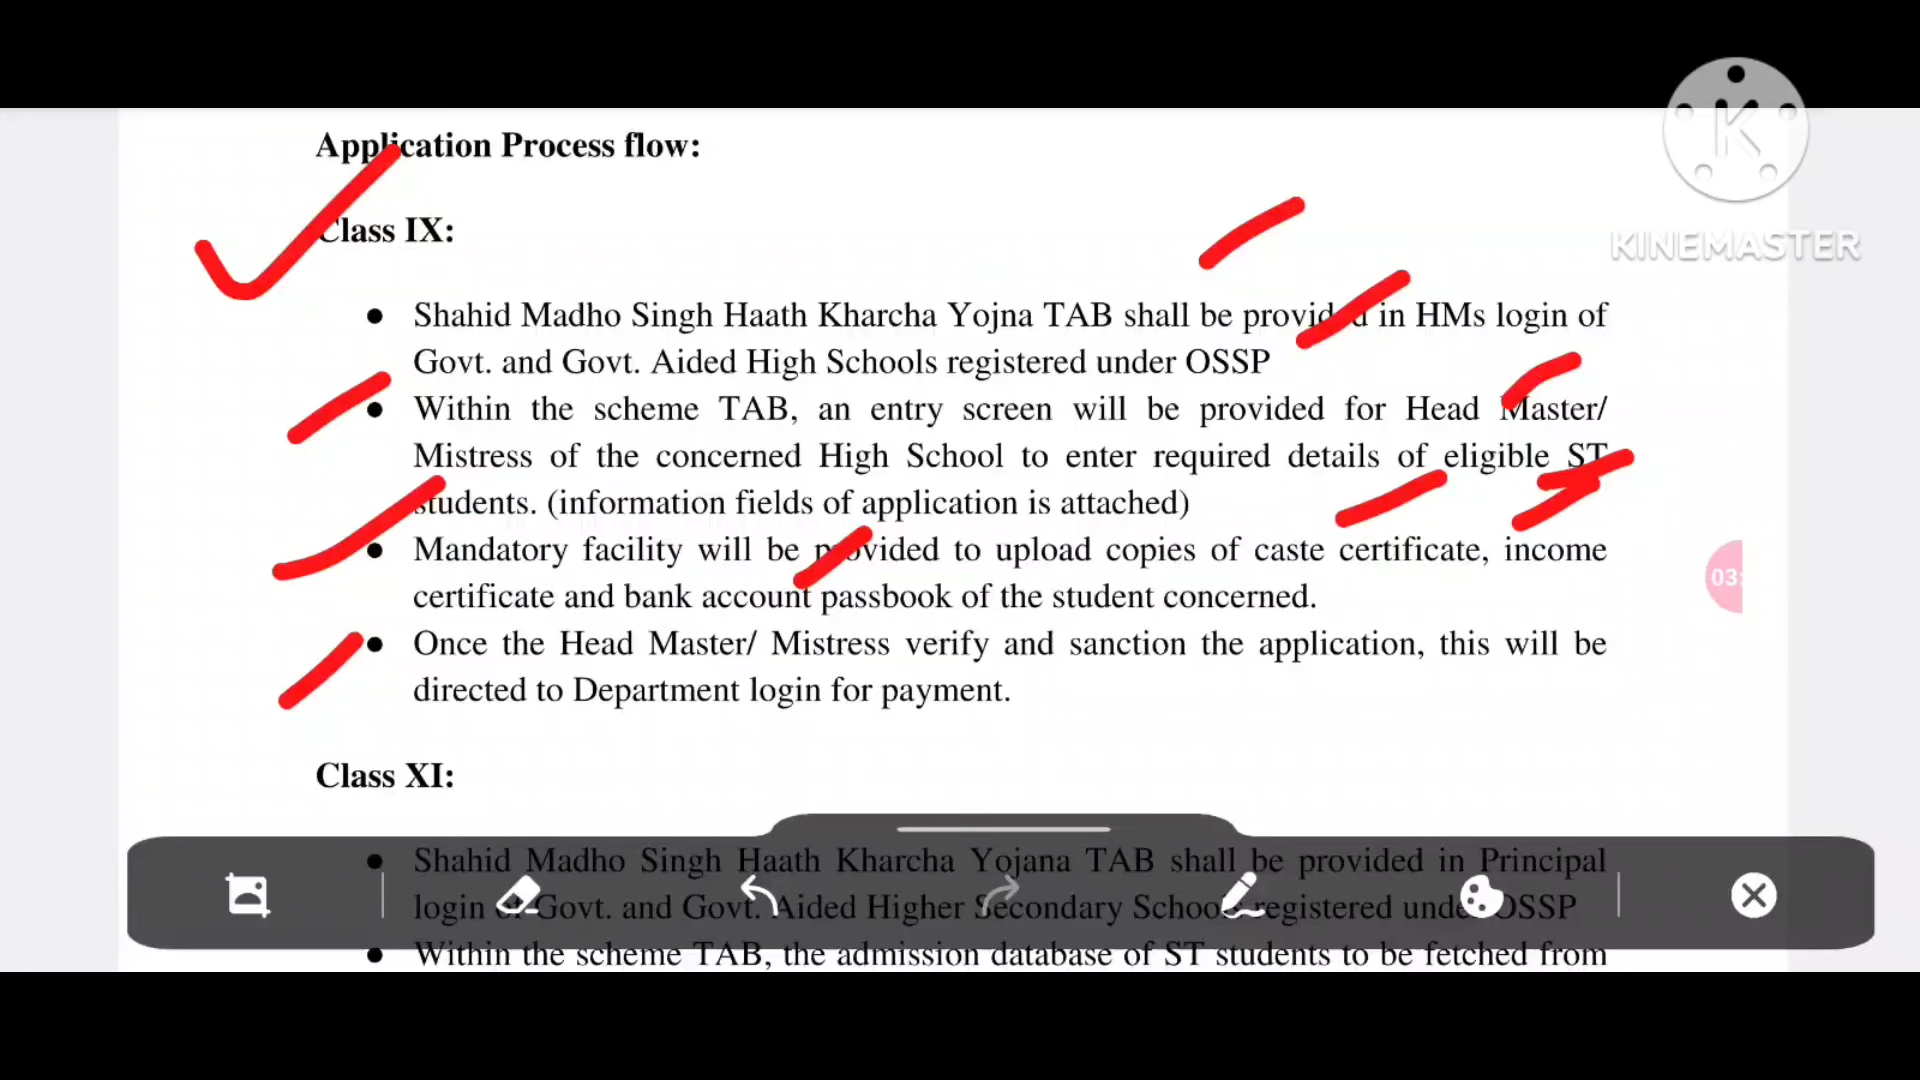 Application Process flow:
KINEMASTER
Class IX:
● Shahid Madho Singh Haath Kharcha Yojna TAB shall be provided in HMs login of
Govt. and Govt. Aided High Schools registered under OSSP
● Within the scheme TAB, an entry screen will be provided for Head Master/
Mistress of the concerned High School to enter required details of eligible ST
students. (information fields of application is attached)
● Mandatory facility will be provided to upload copies of caste certificate, income
certificate and bank account passbook of the student concerned.
03:
● Once the Head Master/ Mistress verify and sanction the application, this will be
directed to Department login for payment.
Class XI:
● Shahid Madho Singh Haath Kharcha Yojana TAB shall be provided in Principal
login of Govt. and Govt. Aided Higher Secondary Schools registered under OSSP
● Within the scheme TAB, the admission database of ST students to be fetched from